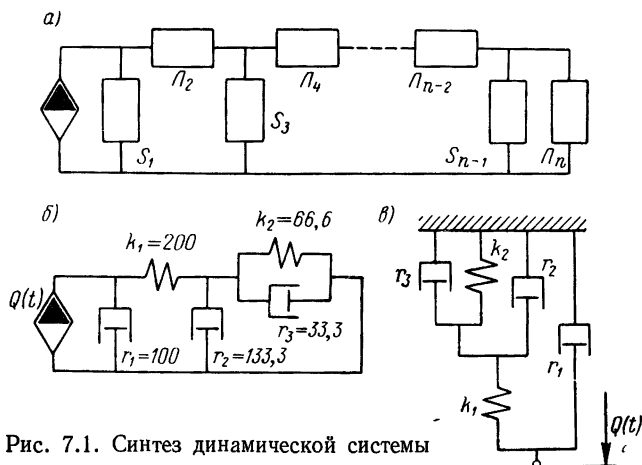 а)
П₂
П₄
Пₙ₋₂
S₁
S₃
Sₙ₋₁
Пₙ
б)
k₁=200
k₂=66,6
Q(t)
r₁=100
r₂=133,3
r₃=33,3
в)
r₃
k₂
r₂
r₁
k₁
Q(t)
Рис. 7.1. Синтез динамической системы